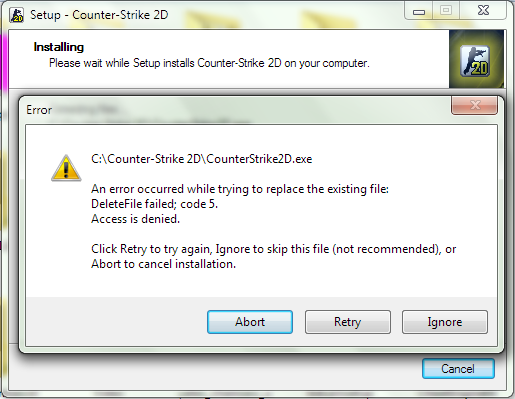 Setup - Counter-Strike 2D
Installing
Please wait while Setup installs Counter-Strike 2D on your computer.
2D
Error
C:\Counter-Strike 2D\CounterStrike2D.exe
An error occurred while trying to replace the existing file:
DeleteFile failed; code 5.
Access is denied.
Click Retry to try again, Ignore to skip this file (not recommended), or
Abort to cancel installation.
Abort
Retry
Ignore
Cancel